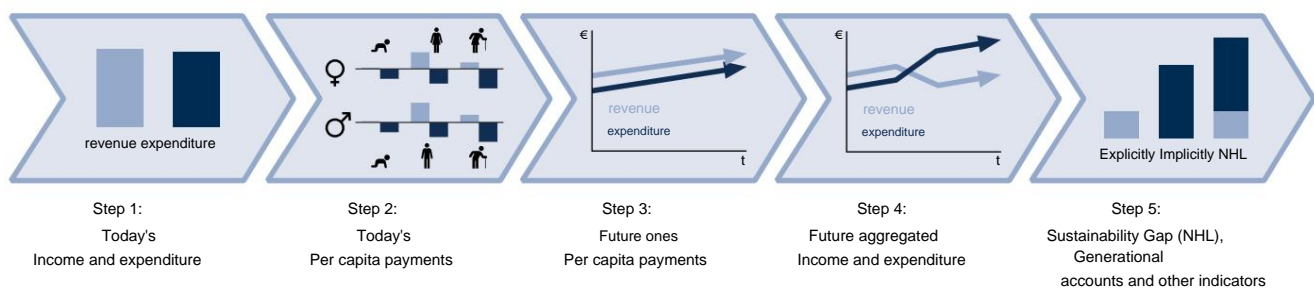 revenue expenditure
€
revenue
expenditure
t
€
revenue
expenditure
t
Explicitly Implicitly NHL
Step 1:
Today's
Income and expenditure
Step 2:
Today's
Per capita payments
Step 3:
Future ones
Per capita payments
Step 4:
Future aggregated
Income and expenditure
Step 5:
Sustainability Gap (NHL),
Generational
accounts and other indicators